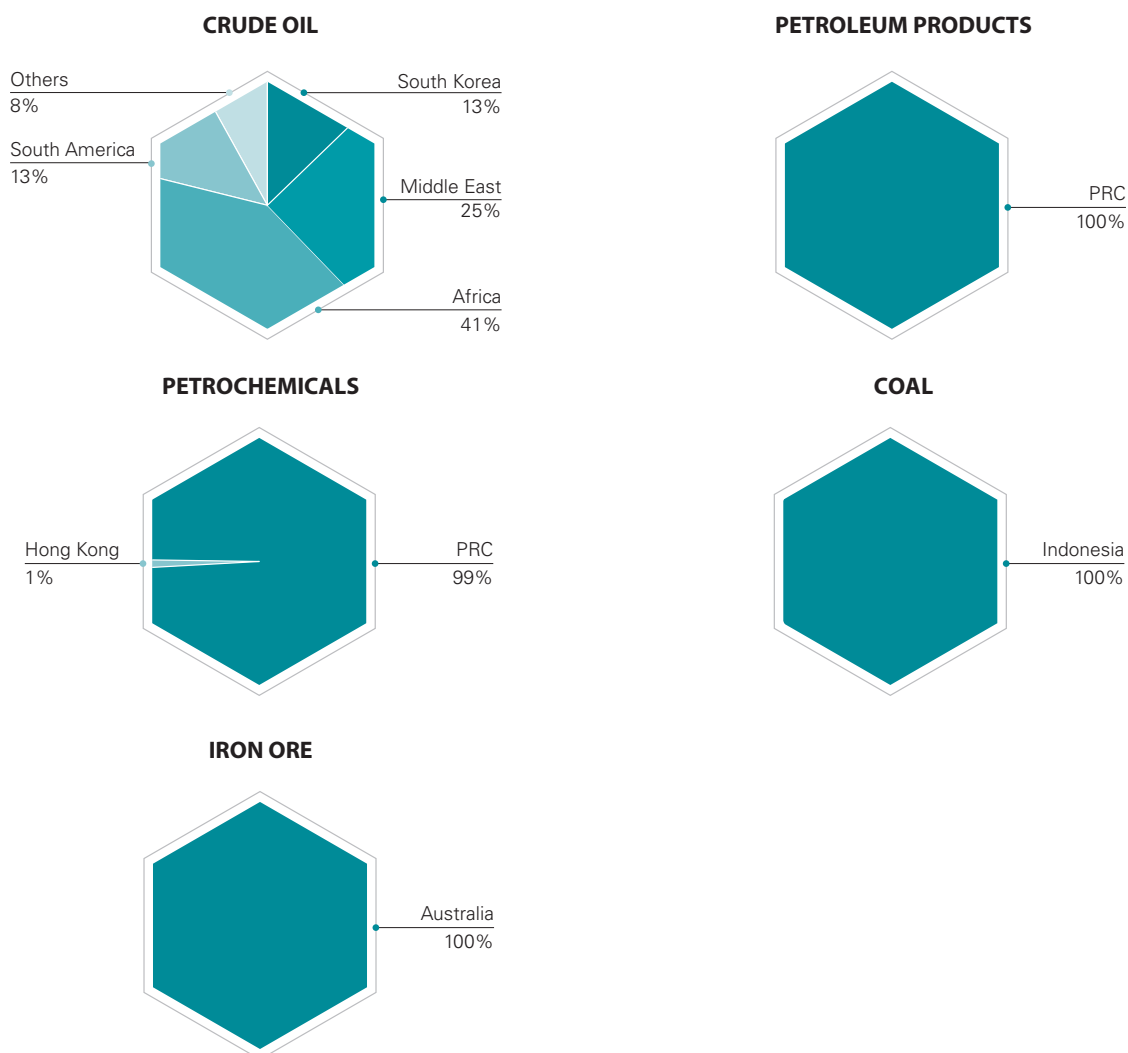 CRUDE OIL
Others
8%
South America
13%
South Korea
13%
Middle East
25%
Africa
41%
PETROLEUM PRODUCTS
PRC
100%
PETROCHEMICALS
Hong Kong
1%
PRC
99%
COAL
Indonesia
100%
IRON ORE
Australia
100%